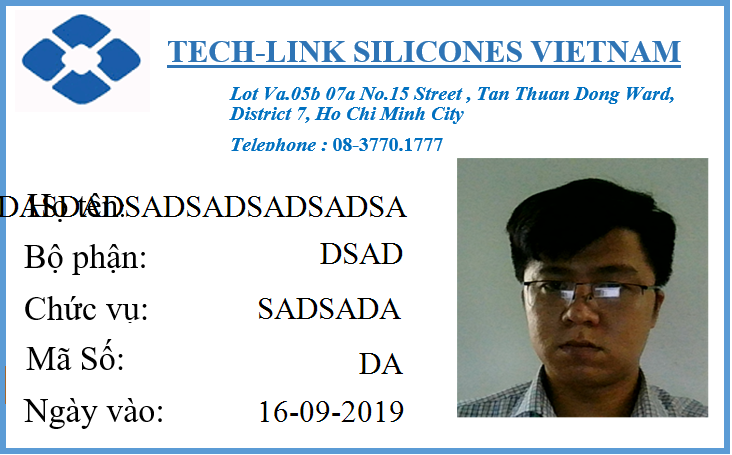 TECH-LINK SILICONES VIETNAM
Lot Va.05b 07a No.15 Street , Tan Thuan Dong Ward,
District 7, Ho Chi Minh City
Telephone : 08-3770.1777
Họ tên: DASDADSADSADSADSADSA
Bộ phận: DSAD
Chức vụ: SADSADA
Mã Số: DA
Ngày vào: 16-09-2019